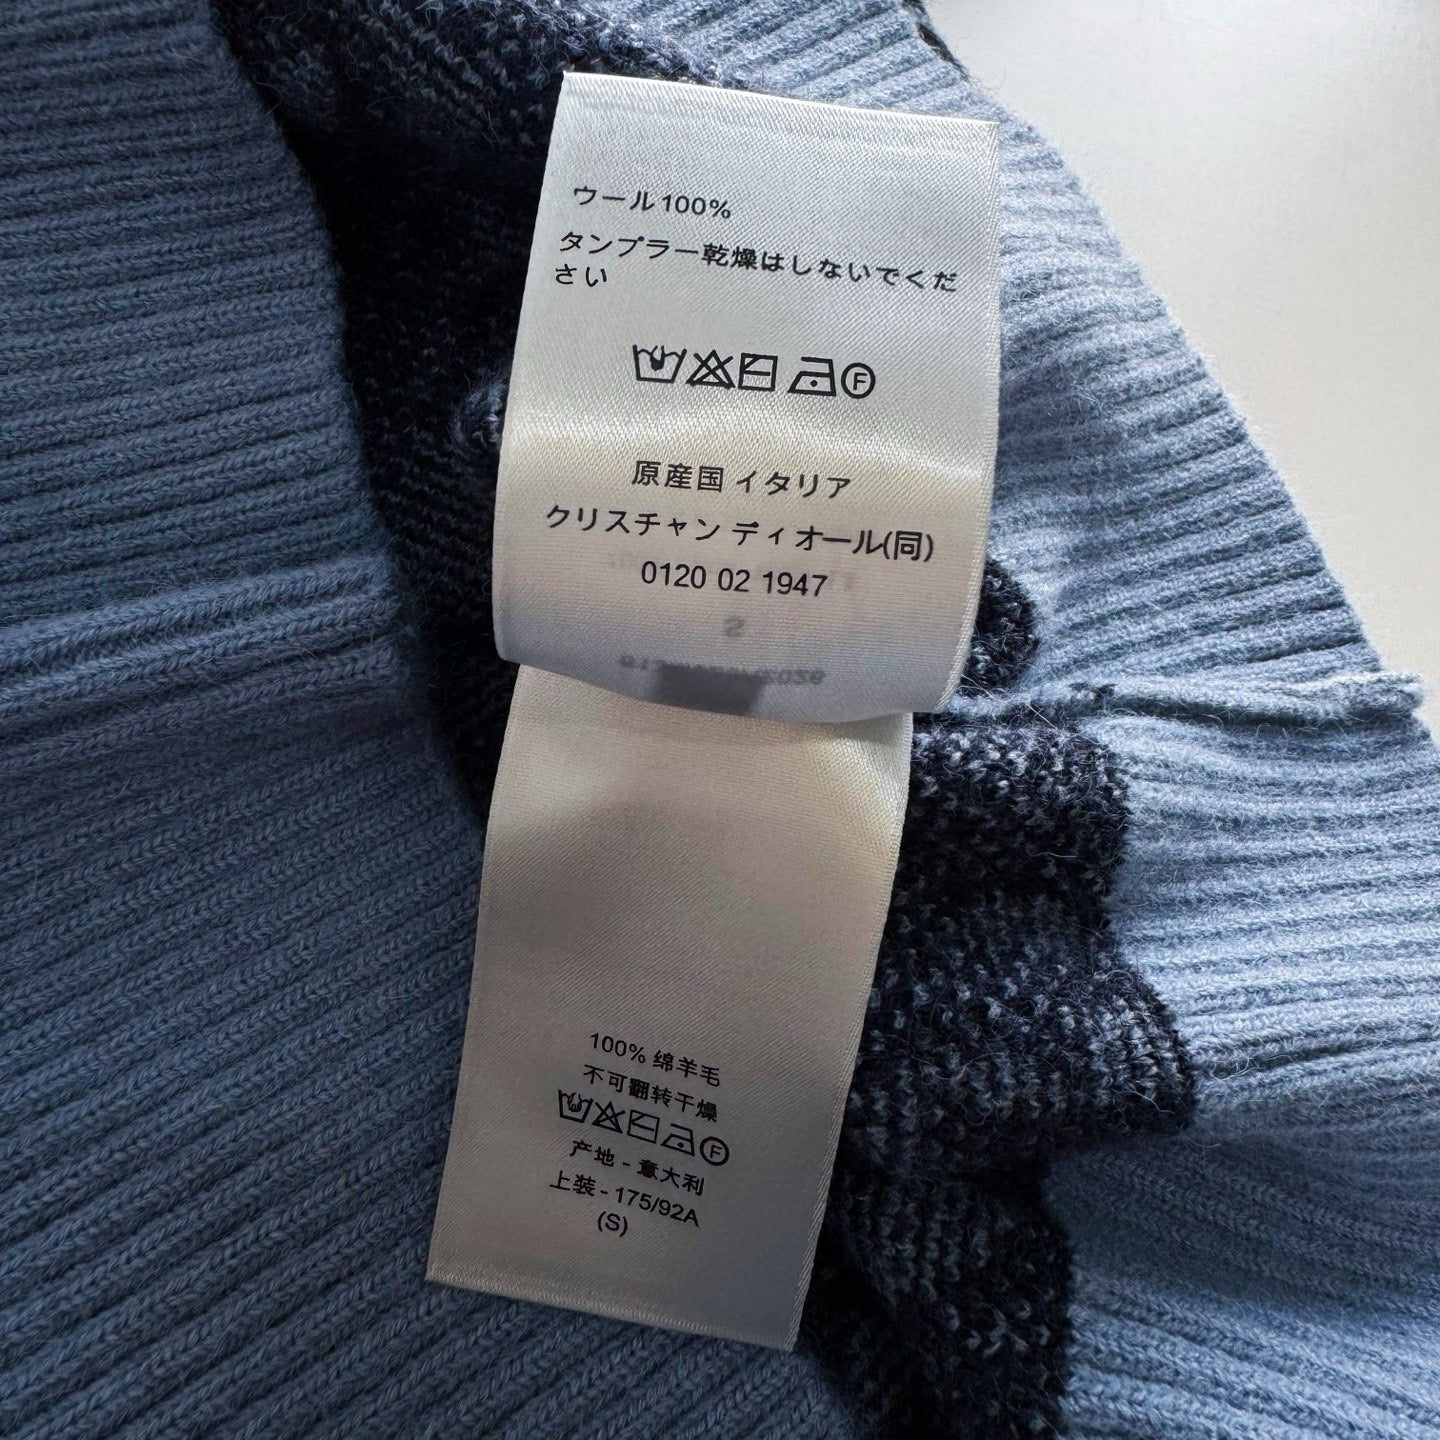 ウール100%
タンブラー乾燥はしないでくだ
さい
F
原産国 イタリア
クリスチャン ディオール(同)
0120 02 1947
S
100% 绵羊毛
不可翻转干燥
F
产地 - 意大利
上装 - 175/92A
(S)